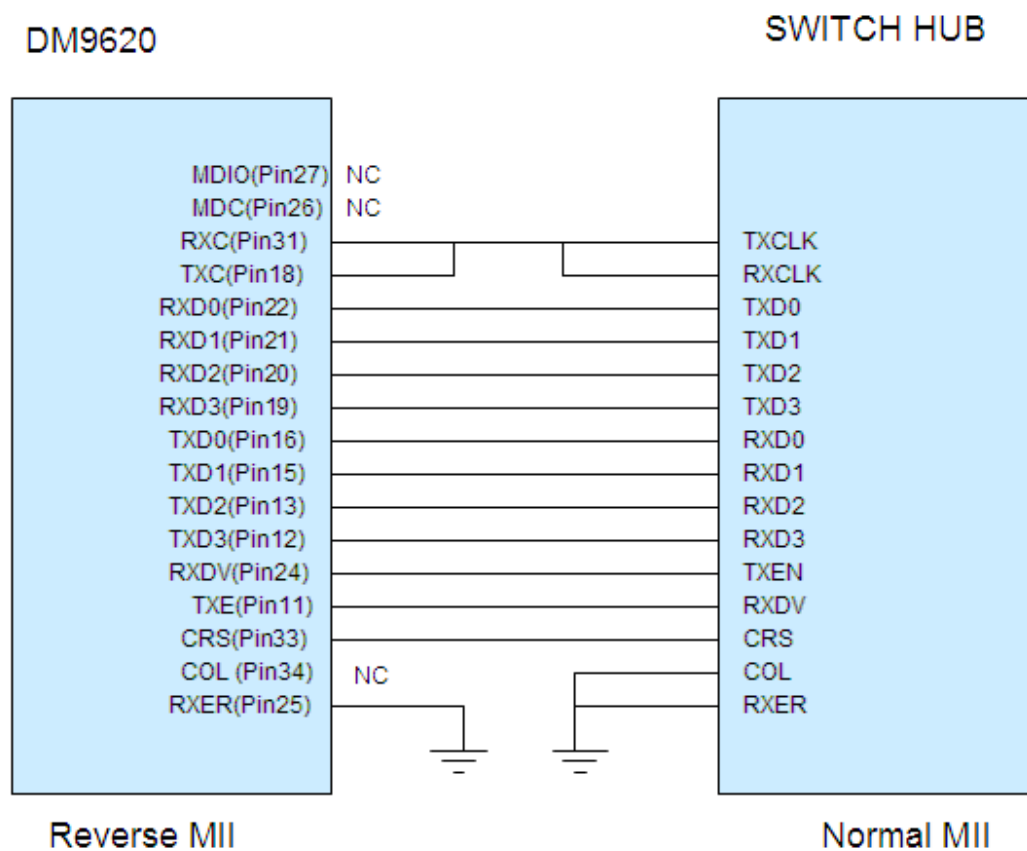 DM9620 SWITCH HUB
MDIO(Pin27) NC
MDC(Pin26) NC
RXC(Pin31) TXCLK
TXC(Pin18) RXCLK
RXD0(Pin22) TXD0
RXD1(Pin21) TXD1
RXD2(Pin20) TXD2
RXD3(Pin19) TXD3
TXD0(Pin16) RXD0
TXD1(Pin15) RXD1
TXD2(Pin13) RXD2
TXD3(Pin12) RXD3
RXDV(Pin24) TXEN
TXE(Pin11) RXDV
CRS(Pin33) CRS
COL (Pin34) NC COL
RXER(Pin25) RXER
Reverse MII Normal MII